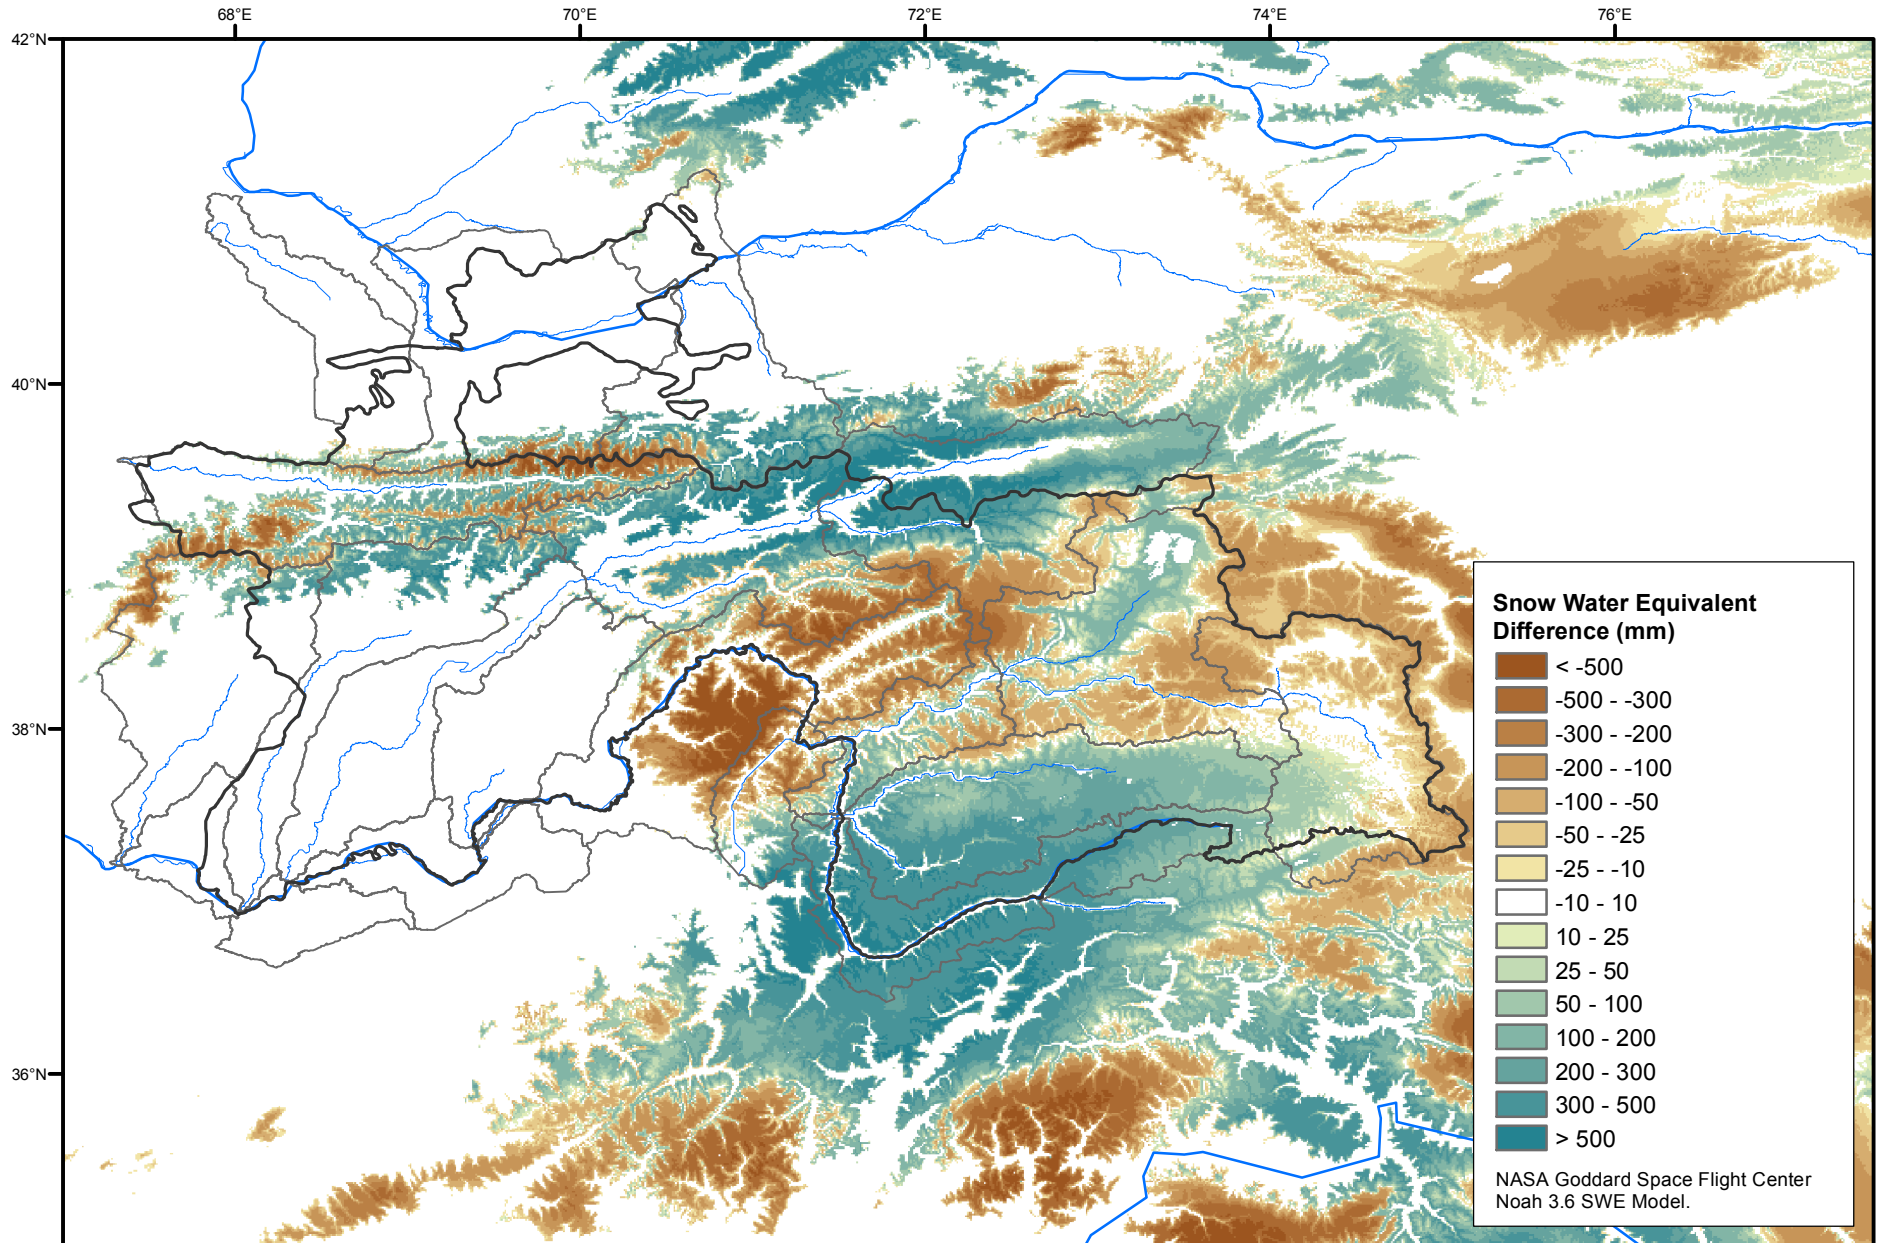 68°E
70°E
72°E
74°E
76°E
42°N
40°N
38°N
36°N
Snow Water Equivalent
Difference (mm)
< -500
-500 - -300
-300 - -200
-200 - -100
-100 - -50
-50 - -25
-25 - -10
-10 - 10
10 - 25
25 - 50
50 - 100
100 - 200
200 - 300
300 - 500
> 500
NASA Goddard Space Flight Center
Noah 3.6 SWE Model.